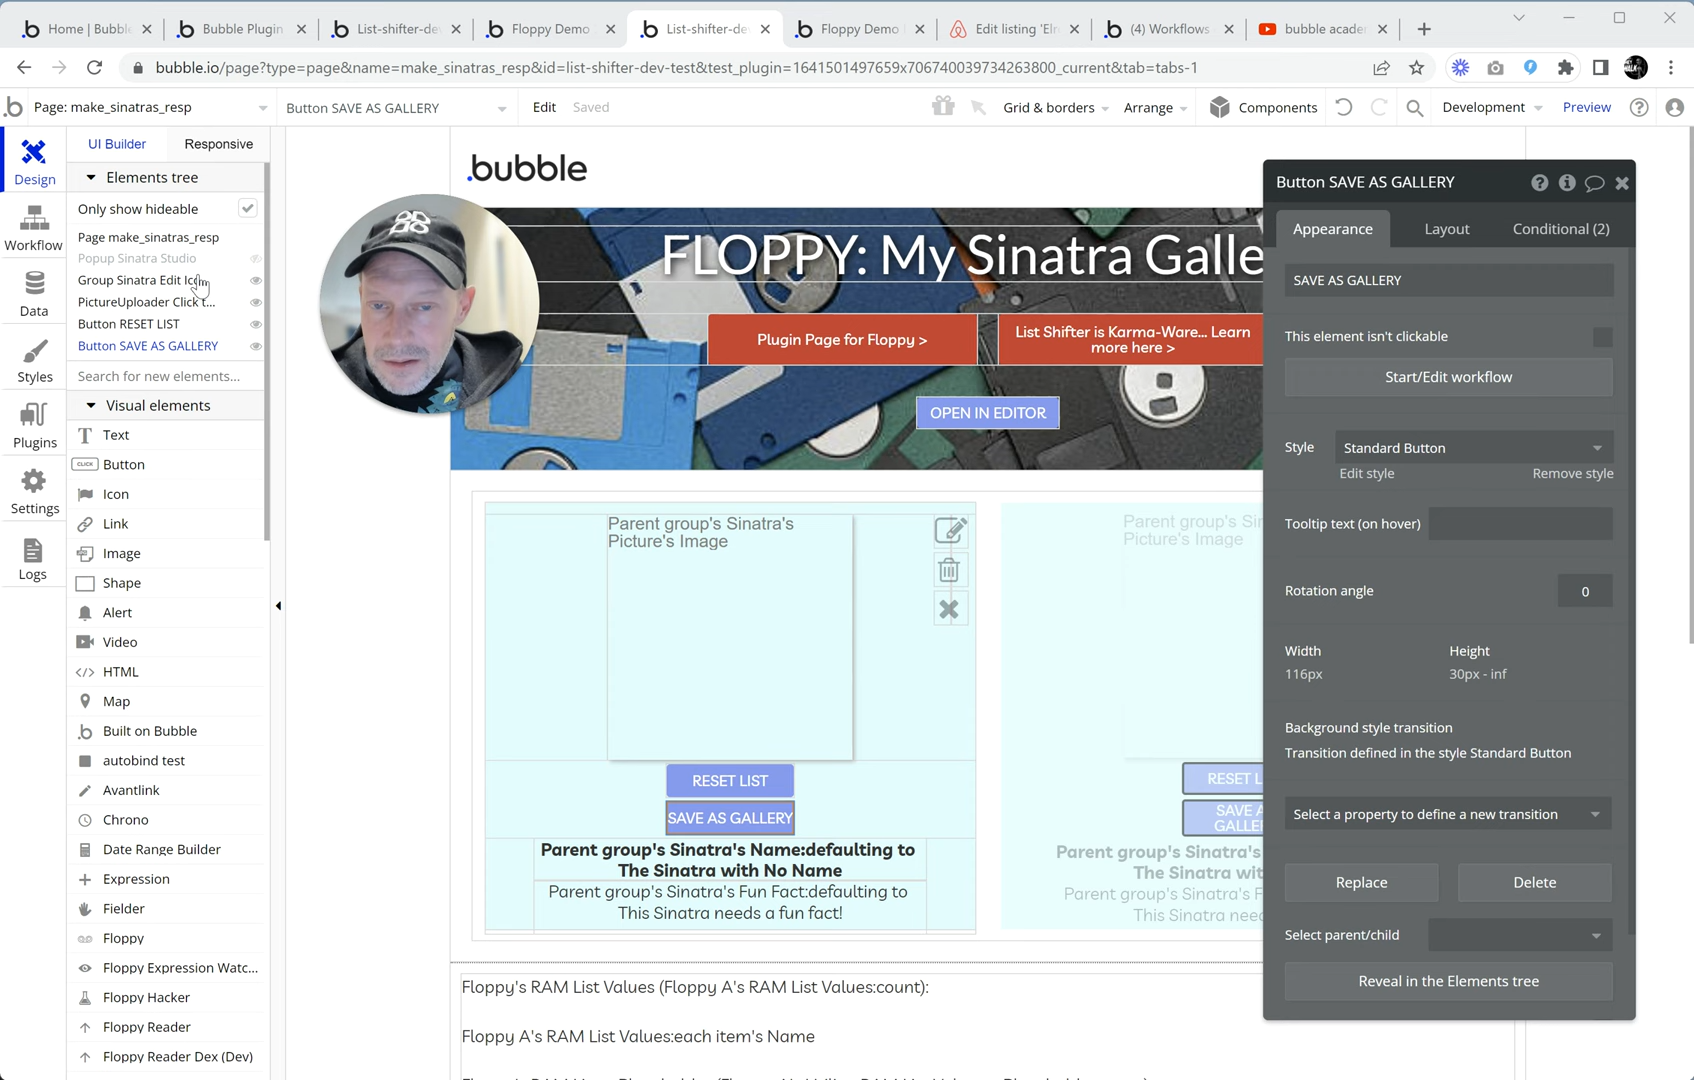 Home | Bubble
Bubble Plugin
List-shifter-de
Floppy Demo
List-shifter-de
Floppy Demo
Edit listing 'Eln
(4) Workflows
bubble acade
bubble.io/page?type=page&name=make_sinatras_resp&id=list-shifter-dev-test&test_plugin=1641501497659x706740039734263800_current&tab=tabs-1
Page: make_sinatras_resp
Button SAVE AS GALLERY
Edit
Saved
Grid & borders
Arrange
Components
Development
Preview
Design
Workflow
Data
Styles
Plugins
Settings
Logs
UI Builder
Responsive
Elements tree
Only show hideable
Page make_sinatras_resp
Popup Sinatra Studio
Group Sinatra Edit
PictureUploader Click t...
Button RESET LIST
Button SAVE AS GALLERY
Search for new elements...
Visual elements
Text
CLICK Button
Icon
Link
Image
Shape
Alert
Video
HTML
Map
Built on Bubble
autobind test
Avantlink
Chrono
Date Range Builder
Expression
Fielder
Floppy
Floppy Expression Watc...
Floppy Hacker
Floppy Reader
Floppy Reader Dex (Dev)
.bubble
FLOPPY: My Sinatra Galle
Plugin Page for Floppy >
List Shifter is Karma-Ware... Learn
more here >
OPEN IN EDITOR
Parent group's Sinatra's
Picture's Image
RESET LIST
SAVE AS GALLERY
Parent group's Sinatra's Name:defaulting to
The Sinatra with No Name
Parent group's Sinatra's Fun Fact:defaulting to
This Sinatra needs a fun fact!
Parent group's Sin
Picture's Image
RESET L
SAVE A
GALLE
Parent group's Sinatra's
The Sinatra wit
Parent group's Sinatra's F
This Sinatra need
Floppy's RAM List Values (Floppy A's RAM List Values:count):
Floppy A's RAM List Values:each item's Name
Button SAVE AS GALLERY
Appearance
Layout
Conditional (2)
SAVE AS GALLERY
This element isn't clickable
Start/Edit workflow
Style
Standard Button
Edit style
Remove style
Tooltip text (on hover)
Rotation angle
0
Width
Height
116px
30px - inf
Background style transition
Transition defined in the style Standard Button
Select a property to define a new transition
Replace
Delete
Select parent/child
Reveal in the Elements tree